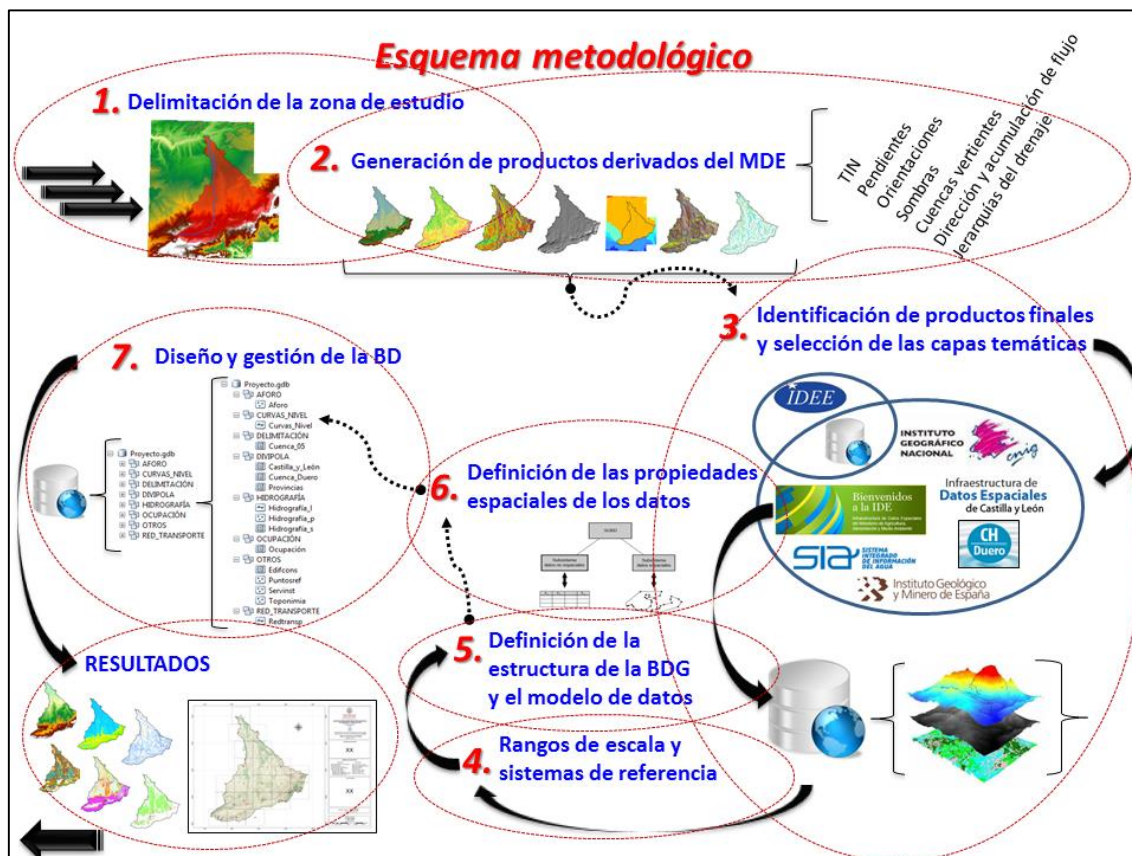 Esquema metodológico
1. Delimitación de la zona de estudio
2. Generación de productos derivados del MDE
TIN
Pendientes
Orientaciones
Sombras
Cuencas vertientes
Dirección y acumulación de flujo
Jerarquías del drenaje
3. Identificación de productos finales
y selección de las capas temáticas
IDEE
INSTITUTO
GEOGRÁFICO
NACIONAL
cnig
Bienvenidos
a la IDE
Infraestructura de
Datos Espaciales
de Castilla y León
SIA
SISTEMA
INTEGRADO
DE INFORMACIÓN
DEL AGUA
CH
Duero
Instituto Geológico
y Minero de España
4. Rangos de escala y
sistemas de referencia
5. Definición de la
estructura de la BDG
y el modelo de datos
6. Definición de las propiedades
espaciales de los datos
7. Diseño y gestión de la BD
Proyecto.gdb
AFORO
CURVAS_NIVEL
DELIMITACIÓN
DIVIPOLA
HIDROGRAFÍA
OCUPACIÓN
OTROS
RED_TRANSPORTE
Proyecto.gdb
AFORO
Aforo
CURVAS_NIVEL
Curvas_Nivel
DELIMITACIÓN
Cuenca_05
DIVIPOLA
Castilla_y_León
Cuenca_Duero
Provincias
HIDROGRAFÍA
Hidrografía_l
Hidrografía_p
Hidrografía_s
OCUPACIÓN
Ocupación
OTROS
Edifcons
Puntosref
Servinst
Toponimia
RED_TRANSPORTE
Redtransp
RESULTADOS
XX
XX